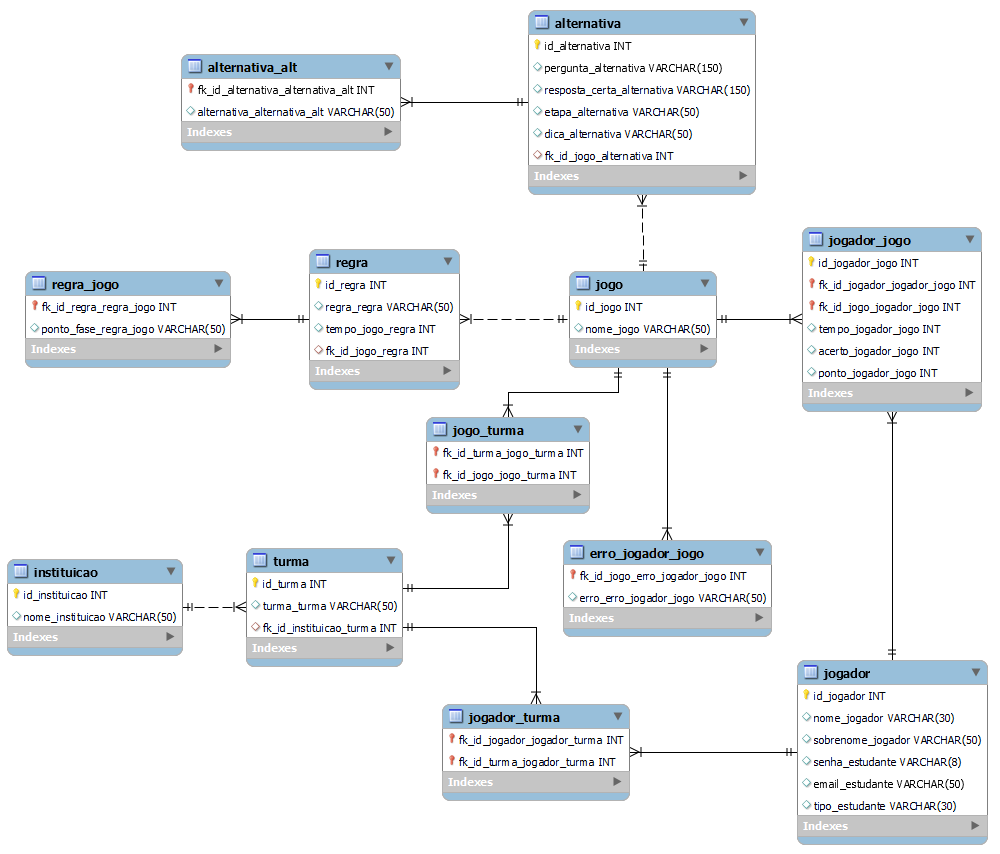 alternativa
id_alternativa INT
pergunta_alternativa VARCHAR(150)
resposta_certa_alternativa VARCHAR(150)
etapa_alternativa VARCHAR(50)
dica_alternativa VARCHAR(50)
fk_id_jogo_alternativa INT
Indexes
alternativa_alt
fk_id_alternativa_alternativa_alt INT
alternativa_alternativa_alt VARCHAR(50)
Indexes
jogador_jogo
id_jogador_jogo INT
fk_id_jogador_jogador_jogo INT
fk_id_jogo_jogador_jogo INT
tempo_jogador_jogo INT
acerto_jogador_jogo INT
ponto_jogador_jogo INT
Indexes
regra
id_regra INT
regra_regra VARCHAR(50)
tempo_jogo_regra INT
fk_id_jogo_regra INT
Indexes
regra_jogo
fk_id_regra_regra_jogo INT
ponto_fase_regra_jogo VARCHAR(50)
Indexes
jogo
id_jogo INT
nome_jogo VARCHAR(50)
Indexes
jogo_turma
fk_id_turma_jogo_turma INT
fk_id_jogo_jogo_turma INT
Indexes
erro_jogador_jogo
fk_id_jogo_erro_jogador_jogo INT
erro_erro_jogador_jogo VARCHAR(50)
Indexes
turma
id_turma INT
turma_turma VARCHAR(50)
fk_id_instituicao_turma INT
Indexes
instituicao
id_instituicao INT
nome_instituicao VARCHAR(50)
Indexes
jogador
id_jogador INT
nome_jogador VARCHAR(30)
sobrenome_jogador VARCHAR(50)
senha_estudante VARCHAR(8)
email_estudante VARCHAR(50)
tipo_estudante VARCHAR(30)
Indexes
jogador_turma
fk_id_jogador_jogador_turma INT
fk_id_turma_jogador_turma INT
Indexes